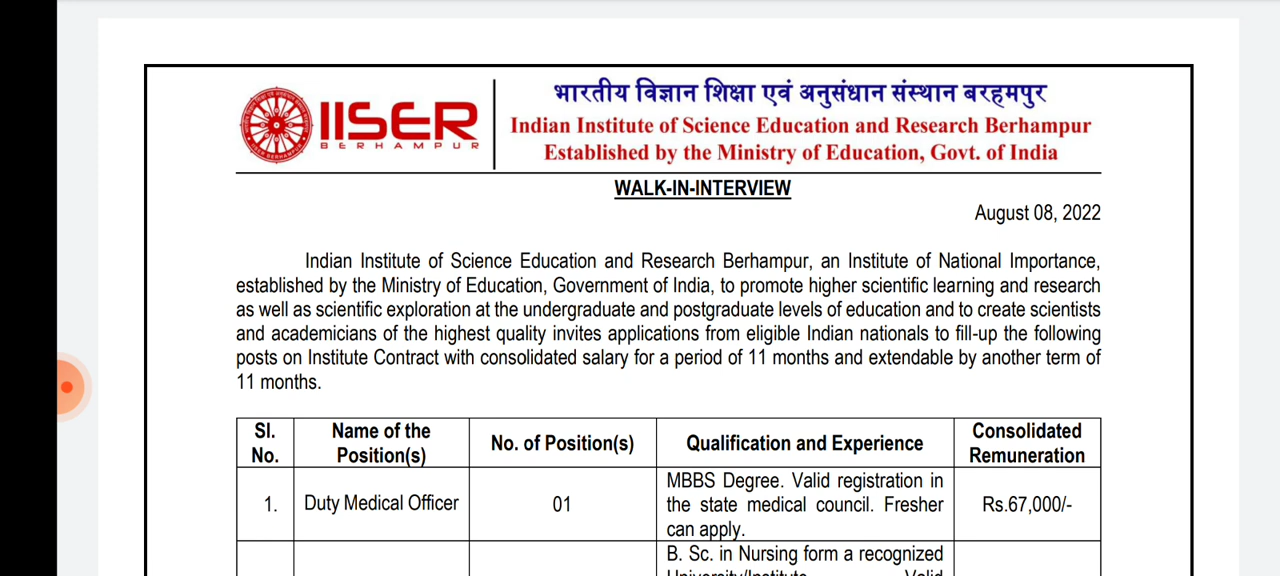 भारतीय विज्ञान शिक्षा एवं अनुसंधान संस्थान बरहमपुर
IISER
BERHAMPUR
Indian Institute of Science Education and Research Berhampur
Established by the Ministry of Education, Govt. of India
WALK-IN-INTERVIEW
August 08, 2022
Indian Institute of Science Education and Research Berhampur, an Institute of National Importance,
established by the Ministry of Education, Government of India, to promote higher scientific learning and research
as well as scientific exploration at the undergraduate and postgraduate levels of education and to create scientists
and academicians of the highest quality invites applications from eligible Indian nationals to fill-up the following
posts on Institute Contract with consolidated salary for a period of 11 months and extendable by another term of
11 months.
Sl. No.
Name of the Position(s)
No. of Position(s)
Qualification and Experience
Consolidated Remuneration
1.
Duty Medical Officer
01
MBBS Degree. Valid registration in
the state medical council. Fresher
can apply.
Rs.67,000/-
B. Sc. in Nursing form a recognized
University/Institute. Valid